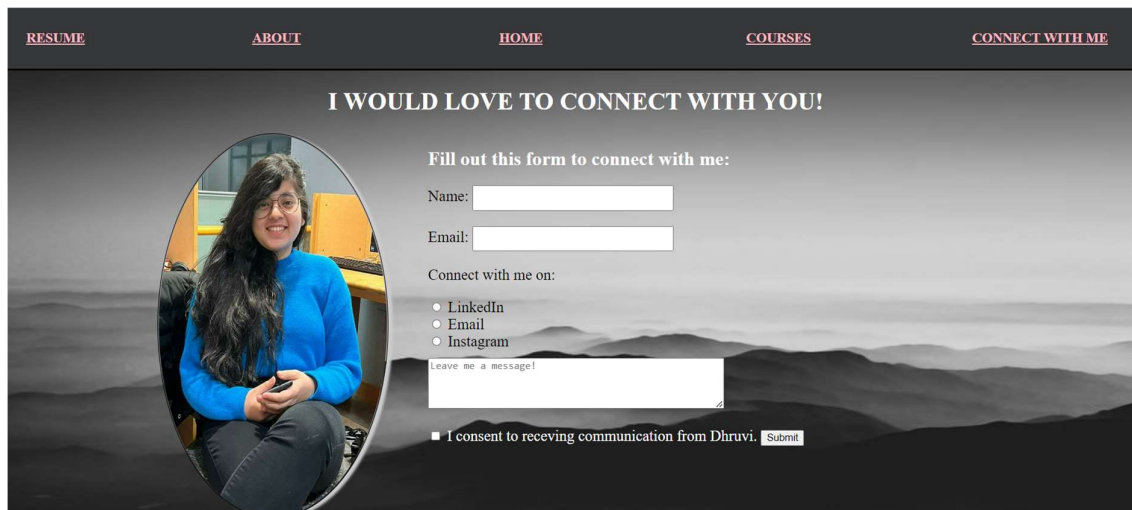 RESUME ABOUT HOME COURSES CONNECT WITH ME
I WOULD LOVE TO CONNECT WITH YOU!
Fill out this form to connect with me:
Name:
Email:
Connect with me on:
LinkedIn
Email
Instagram
Leave me a message!
I consent to receving communication from Dhruvi. Submit